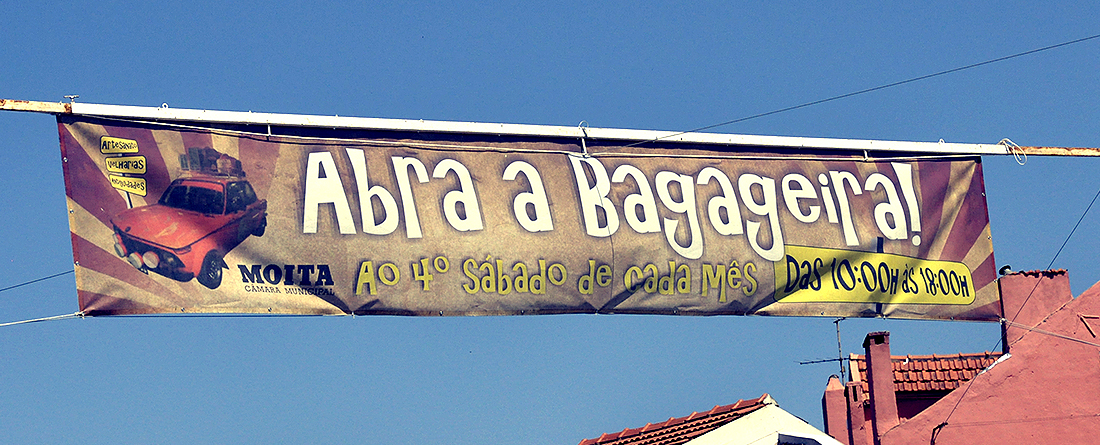 Artesanato
Velharias
Antiguidades
Abra a Bagageira!
MOITA
CÂMARA MUNICIPAL
Ao 4º Sábado de cada Mês
Das 10:00H às 18:00H